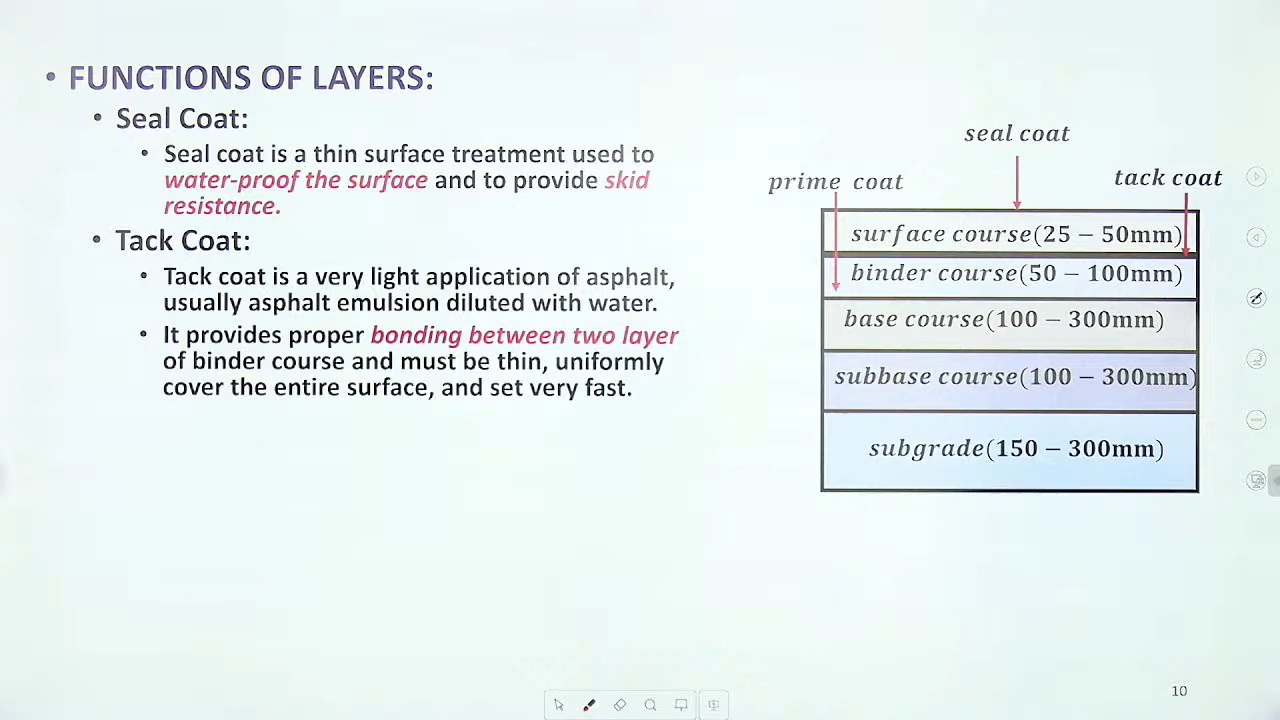 • FUNCTIONS OF LAYERS:
• Seal Coat:
• Seal coat is a thin surface treatment used to
water-proof the surface and to provide skid
resistance.
• Tack Coat:
• Tack coat is a very light application of asphalt,
usually asphalt emulsion diluted with water.
• It provides proper bonding between two layer
of binder course and must be thin, uniformly
cover the entire surface, and set very fast.
seal coat
prime coat
tack coat
surface course(25 − 50mm)
binder course(50 − 100mm)
base course(100 − 300mm)
subbase course(100 − 300mm)
subgrade(150 − 300mm)
10